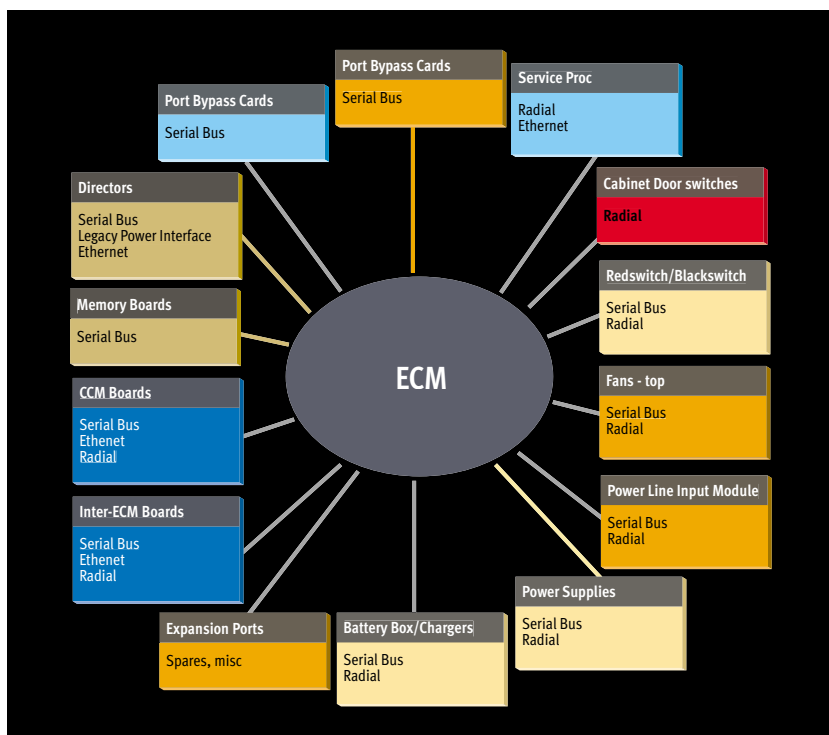 Port Bypass Cards
Serial Bus
Service Proc
Radial
Ethernet
Port Bypass Cards
Serial Bus
Cabinet Door switches
Radial
Directors
Serial Bus
Legacy Power Interface
Ethernet
Redswitch/Blackswitch
Serial Bus
Radial
Memory Boards
Serial Bus
ECM
Fans - top
Serial Bus
Radial
CCM Boards
Serial Bus
Ethenet
Radial
Power Line Input Module
Serial Bus
Radial
Inter-ECM Boards
Serial Bus
Ethenet
Radial
Power Supplies
Serial Bus
Radial
Expansion Ports
Spares, misc
Battery Box/Chargers
Serial Bus
Radial